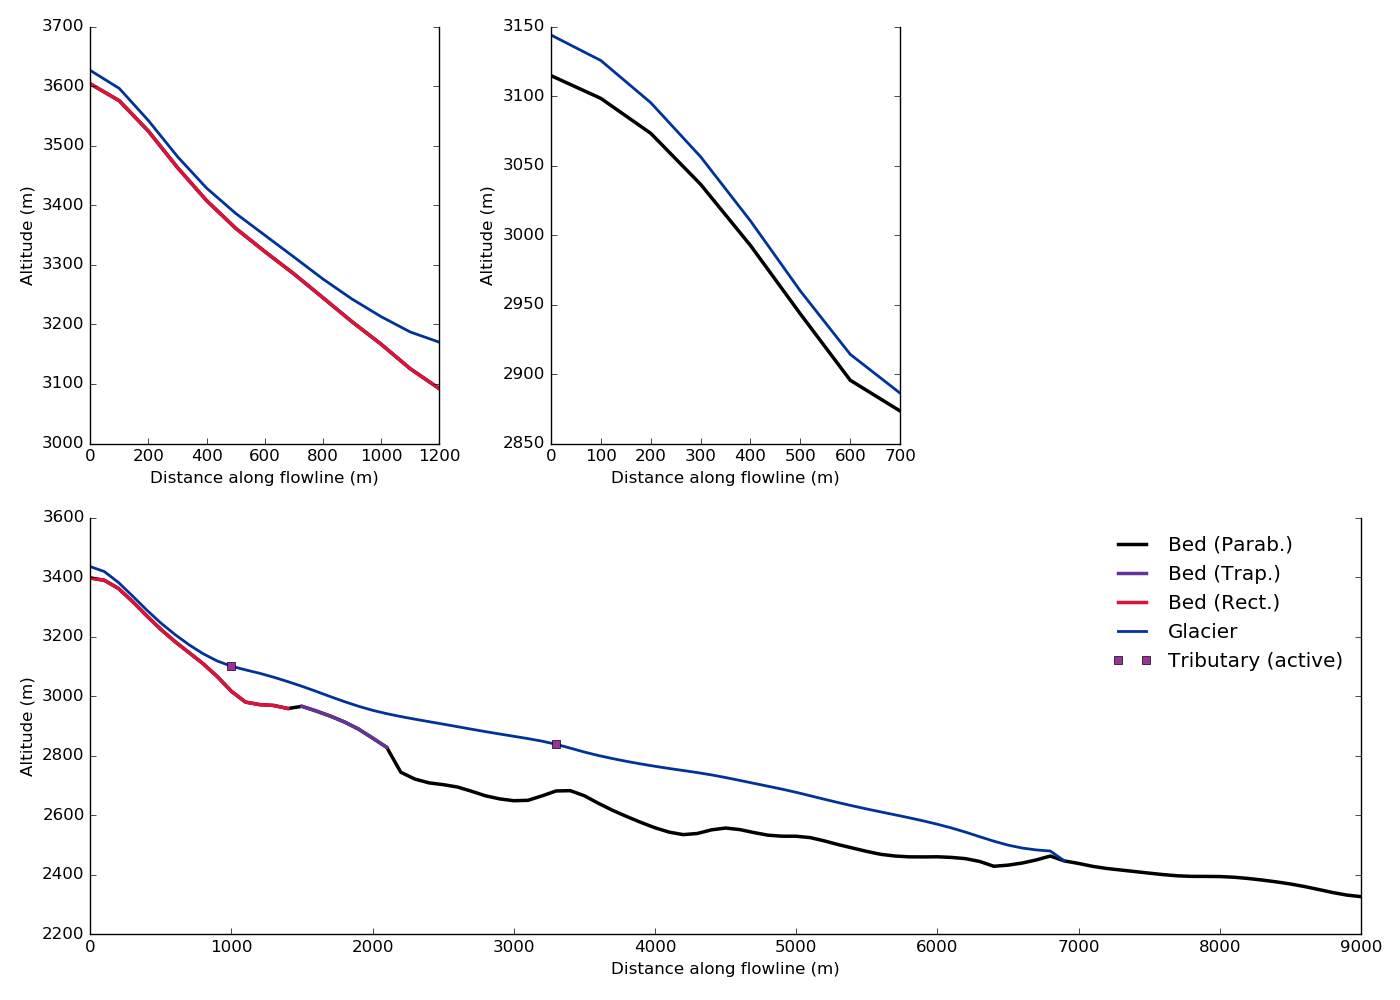 3700
3600
3500
3400
3300
3200
3100
3000
0 200 400 600 800 1000 1200
Altitude (m)
Distance along flowline (m)
3150
3100
3050
3000
2950
2900
2850
0 100 200 300 400 500 600 700
Altitude (m)
Distance along flowline (m)
3600
3400
3200
3000
2800
2600
2400
2200
0 1000 2000 3000 4000 5000 6000 7000 8000 9000
Altitude (m)
Distance along flowline (m)
Bed (Parab.)
Bed (Trap.)
Bed (Rect.)
Glacier
Tributary (active)